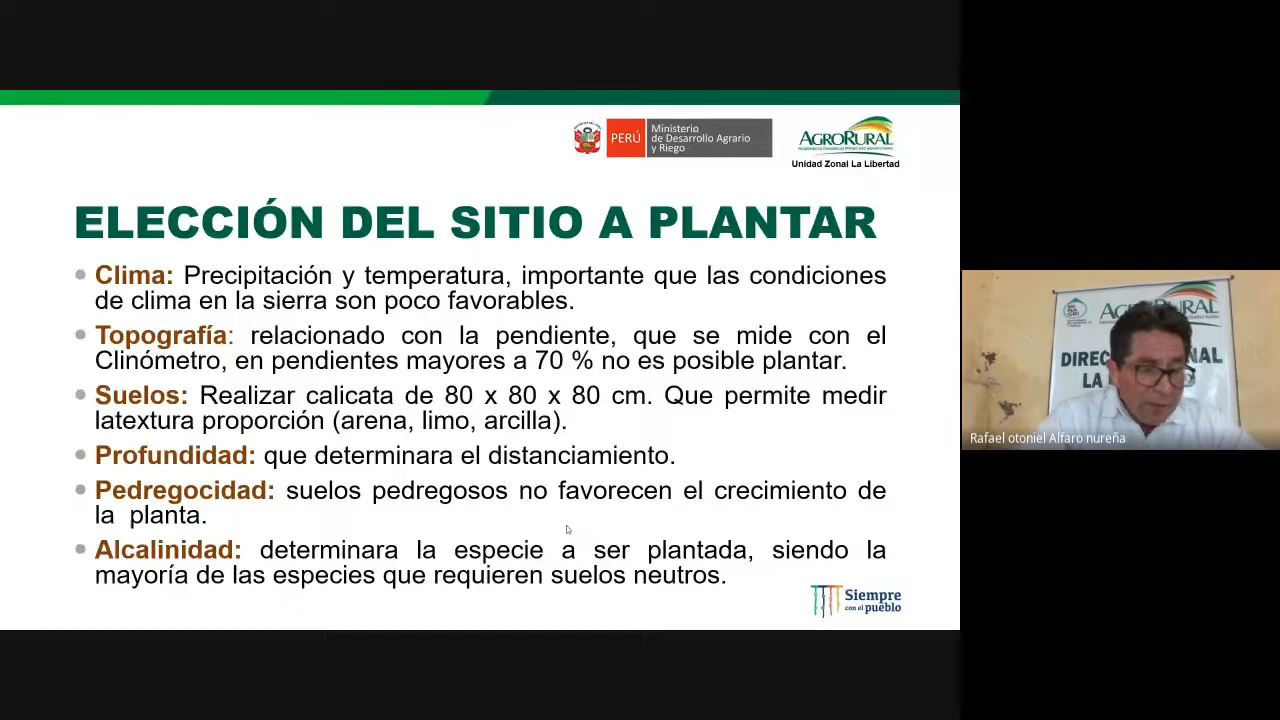 PERÚ
Ministerio
de Desarrollo Agrario
y Riego
AGRORURAL
Unidad Zonal La Libertad
ELECCIÓN DEL SITIO A PLANTAR
Clima: Precipitación y temperatura, importante que las condiciones
de clima en la sierra son poco favorables.
Topografía: relacionado con la pendiente, que se mide con el
Clinómetro, en pendientes mayores a 70 % no es posible plantar.
Suelos: Realizar calicata de 80 x 80 x 80 cm. Que permite medir
latextura proporción (arena, limo, arcilla).
Profundidad: que determinara el distanciamiento.
Pedregocidad: suelos pedregosos no favorecen el crecimiento de
la planta.
Alcalinidad: determinara la especie a ser plantada, siendo la
mayoría de las especies que requieren suelos neutros.
Siempre
con el pueblo
AGRORURAL
LA
Rafael otoniel Alfaro nureña